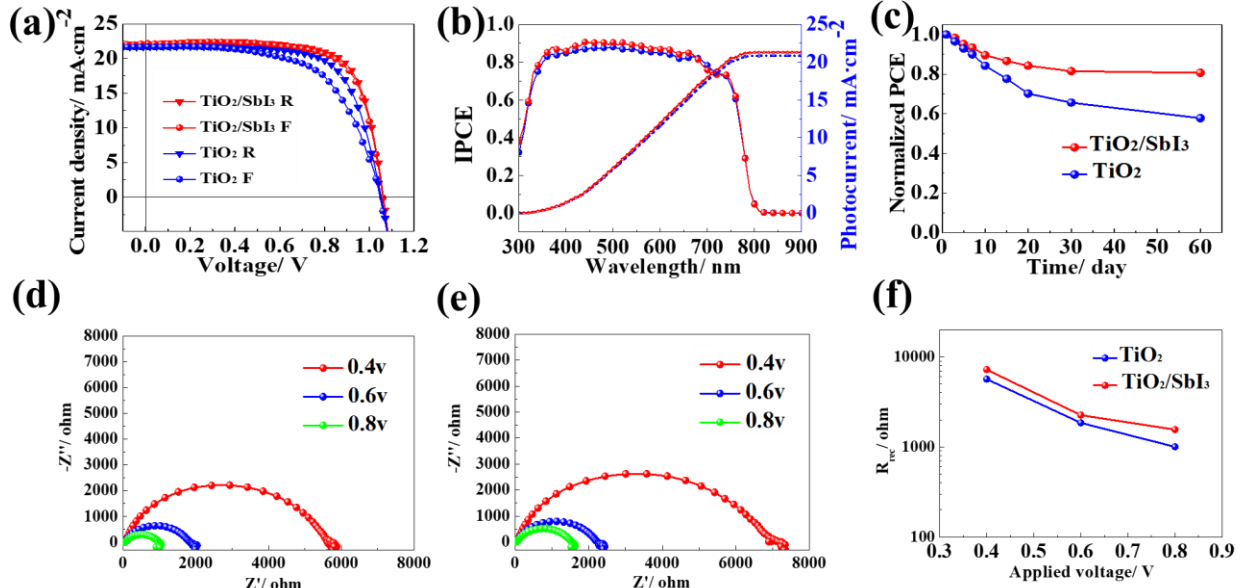 (a)
Current density/ mA.cm-2
25
20
15
10
5
0
TiO2/SbI3 R
TiO2/SbI3 F
TiO2 R
TiO2 F
0.0 0.2 0.4 0.6 0.8 1.0 1.2
Voltage/ V
(b)
IPCE
1.0
0.8
0.6
0.4
0.2
0.0
300 400 500 600 700 800 900
Wavelength/ nm
25
20
15
10
5
0
Photocurrent/ mA·cm-2
(c)
Normalized PCE
1.0
0.8
0.6
0.4
0.2
0.0
TiO2/SbI3
TiO2
0 10 20 30 40 50 60
Time/ day
(d)
-Z''/ ohm
8000
7000
6000
5000
4000
3000
2000
1000
0
0.4v
0.6v
0.8v
0 2000 4000 6000 8000
Z'/ ohm
(e)
-Z''/ ohm
8000
7000
6000
5000
4000
3000
2000
1000
0
0.4v
0.6v
0.8v
0 2000 4000 6000 8000
Z'/ ohm
(f)
Rrec/ ohm
10000
1000
100
TiO2
TiO2/SbI3
0.3 0.4 0.5 0.6 0.7 0.8 0.9
Applied voltage/ V